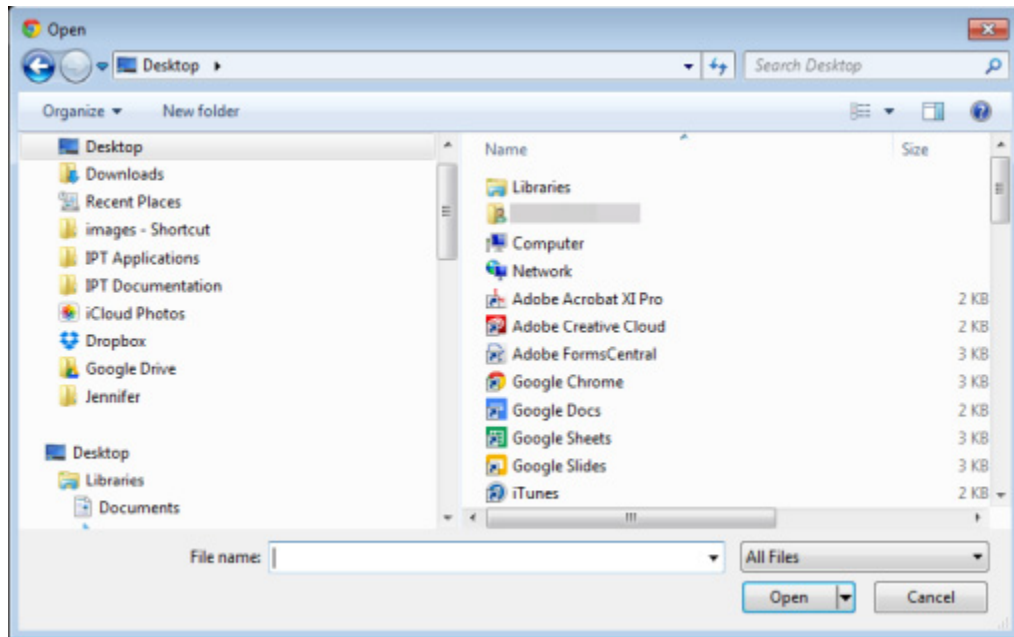 Open
Desktop
Search Desktop
Organize New folder
Desktop
Downloads
Recent Places
images - Shortcut
IPT Applications
IPT Documentation
iCloud Photos
Dropbox
Google Drive
Jennifer
Desktop
Libraries
Documents
Name Size
Libraries
Computer
Network
Adobe Acrobat XI Pro 2 KB
Adobe Creative Cloud 2 KB
Adobe FormsCentral 3 KB
Google Chrome 3 KB
Google Docs 2 KB
Google Sheets 3 KB
Google Slides 3 KB
iTunes 2 KB
File name: All Files
Open Cancel